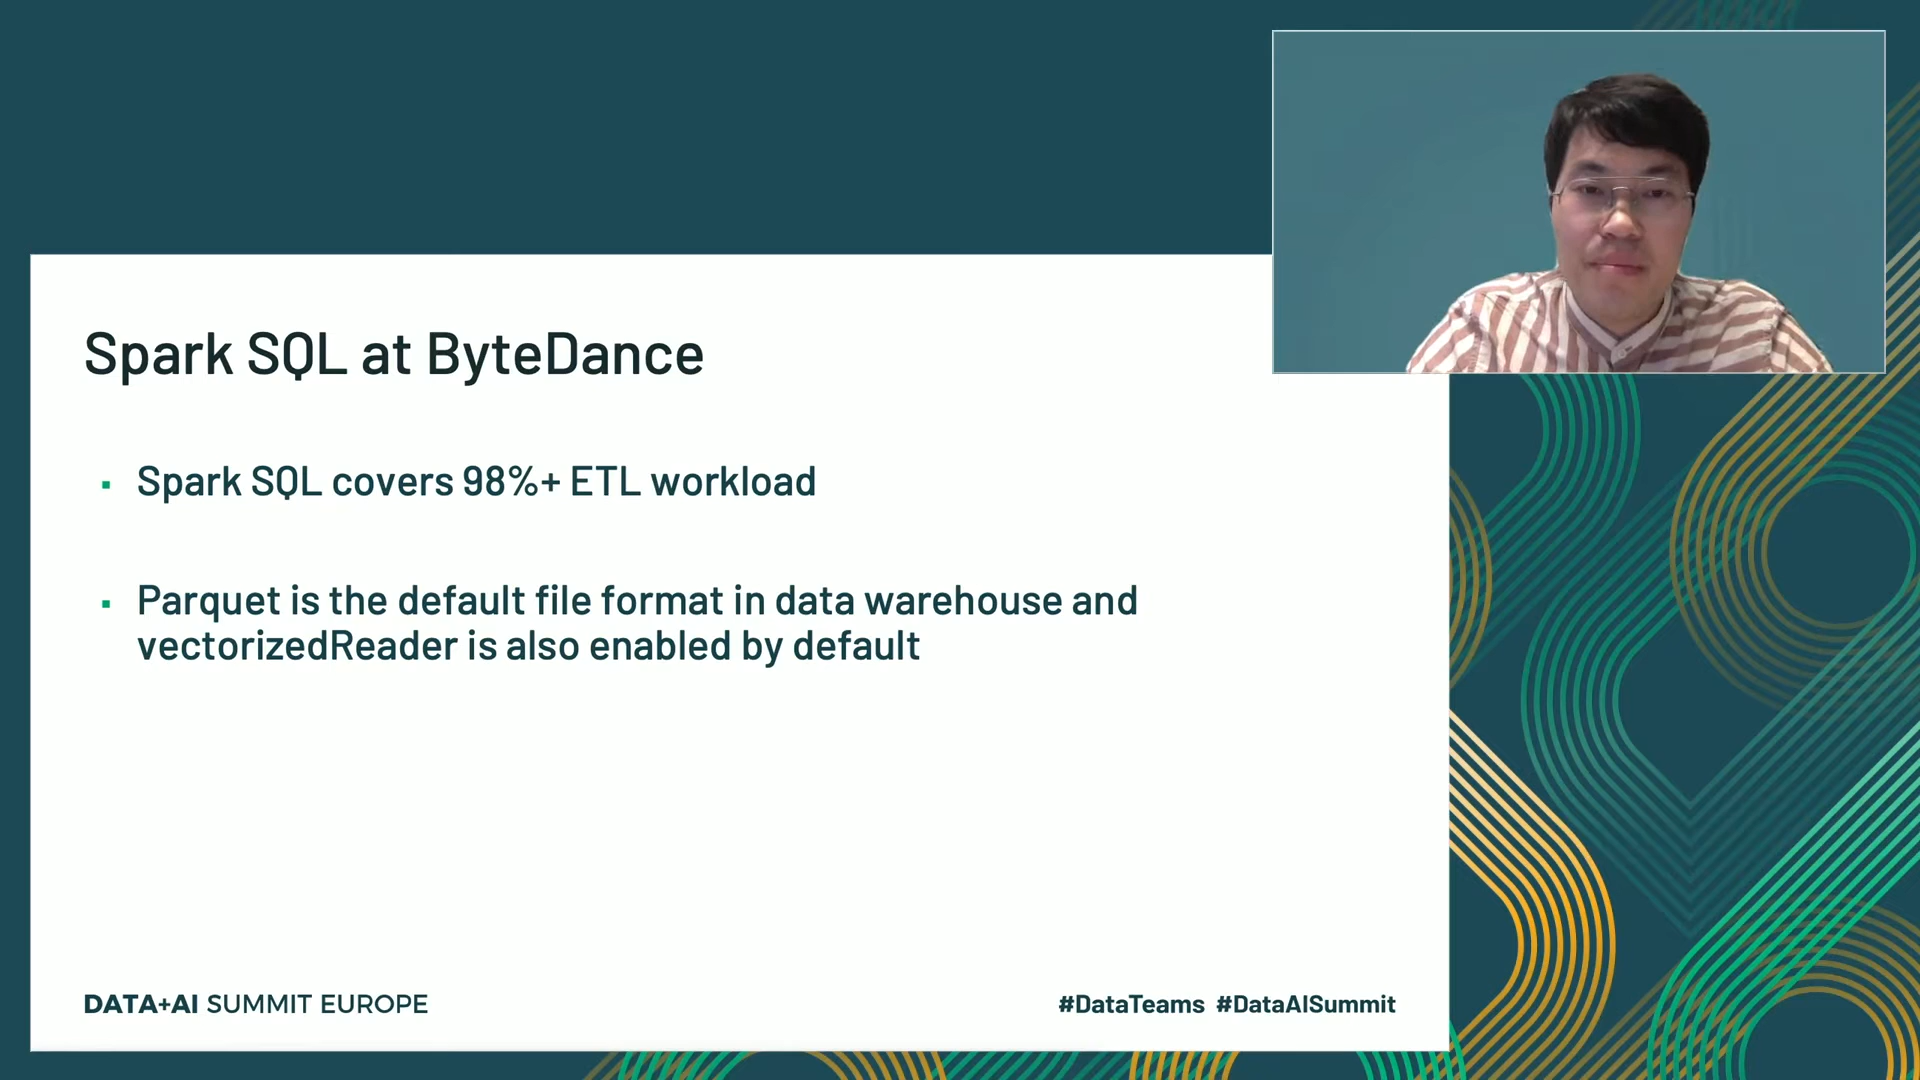 Spark SQL at ByteDance
▪ Spark SQL covers 98%+ ETL workload
▪ Parquet is the default file format in data warehouse and
vectorizedReader is also enabled by default
DATA+AI SUMMIT EUROPE
#DataTeams #DataAISummit